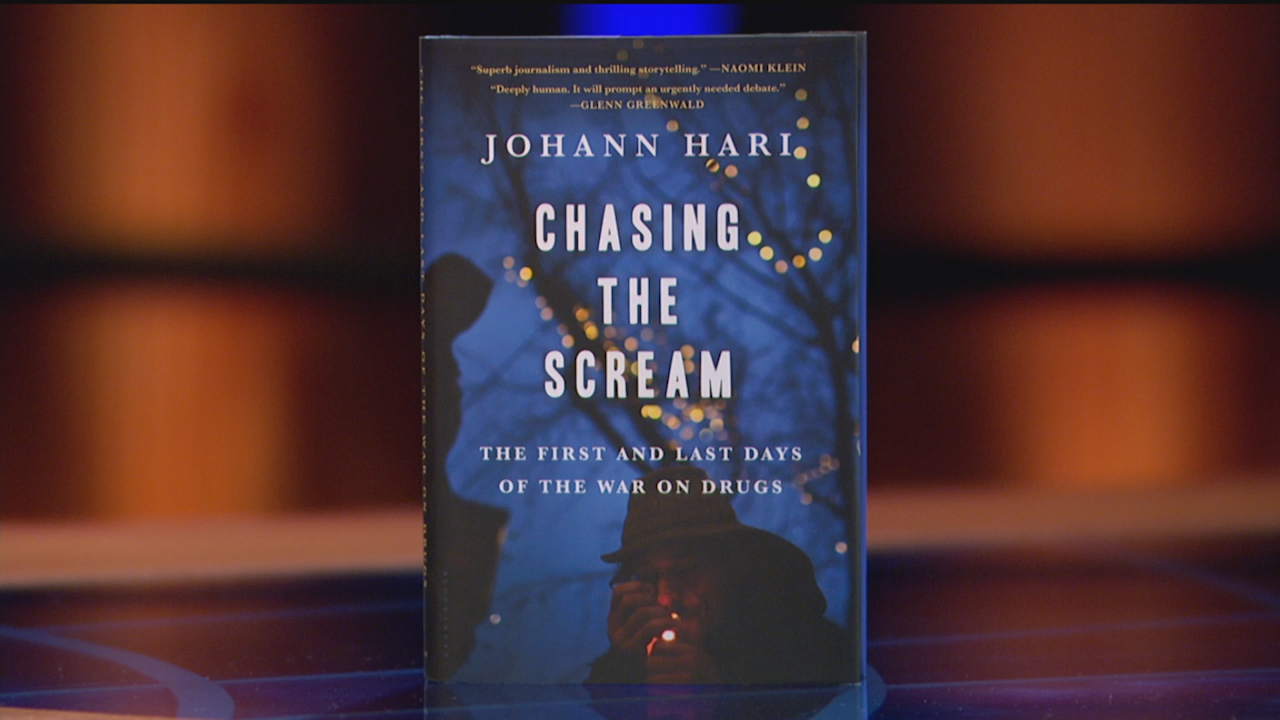 “Superb journalism and thrilling storytelling.” —NAOMI KLEIN
“Deeply human. It will prompt an urgently needed debate.”
—GLENN GREENWALD
JOHANN HARI
CHASING
THE
SCREAM
THE FIRST AND LAST DAYS
OF THE WAR ON DRUGS